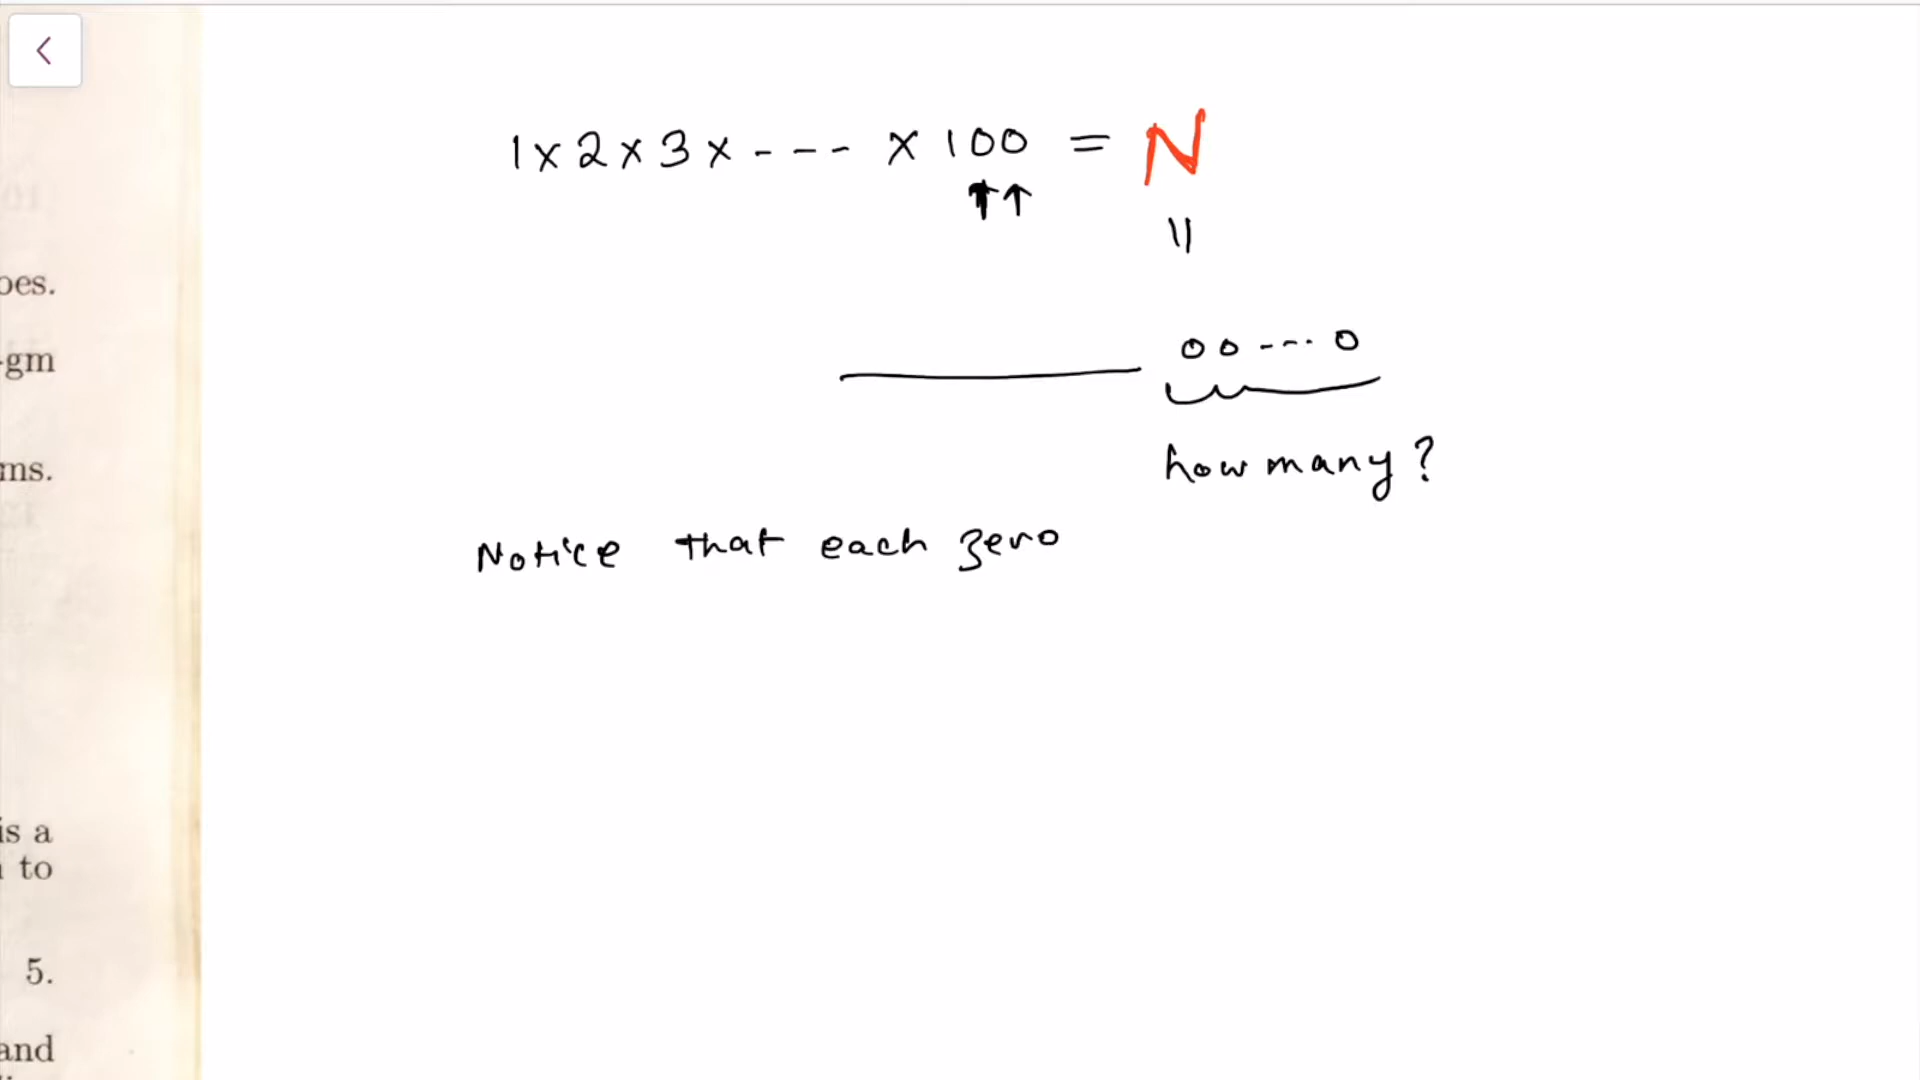 1 x 2 x 3 x - - - - x 100 = N
↑↑
॥
00----0
how many?
Notice that each zero
oes.
-gm
ms.
is a
to
5.
and